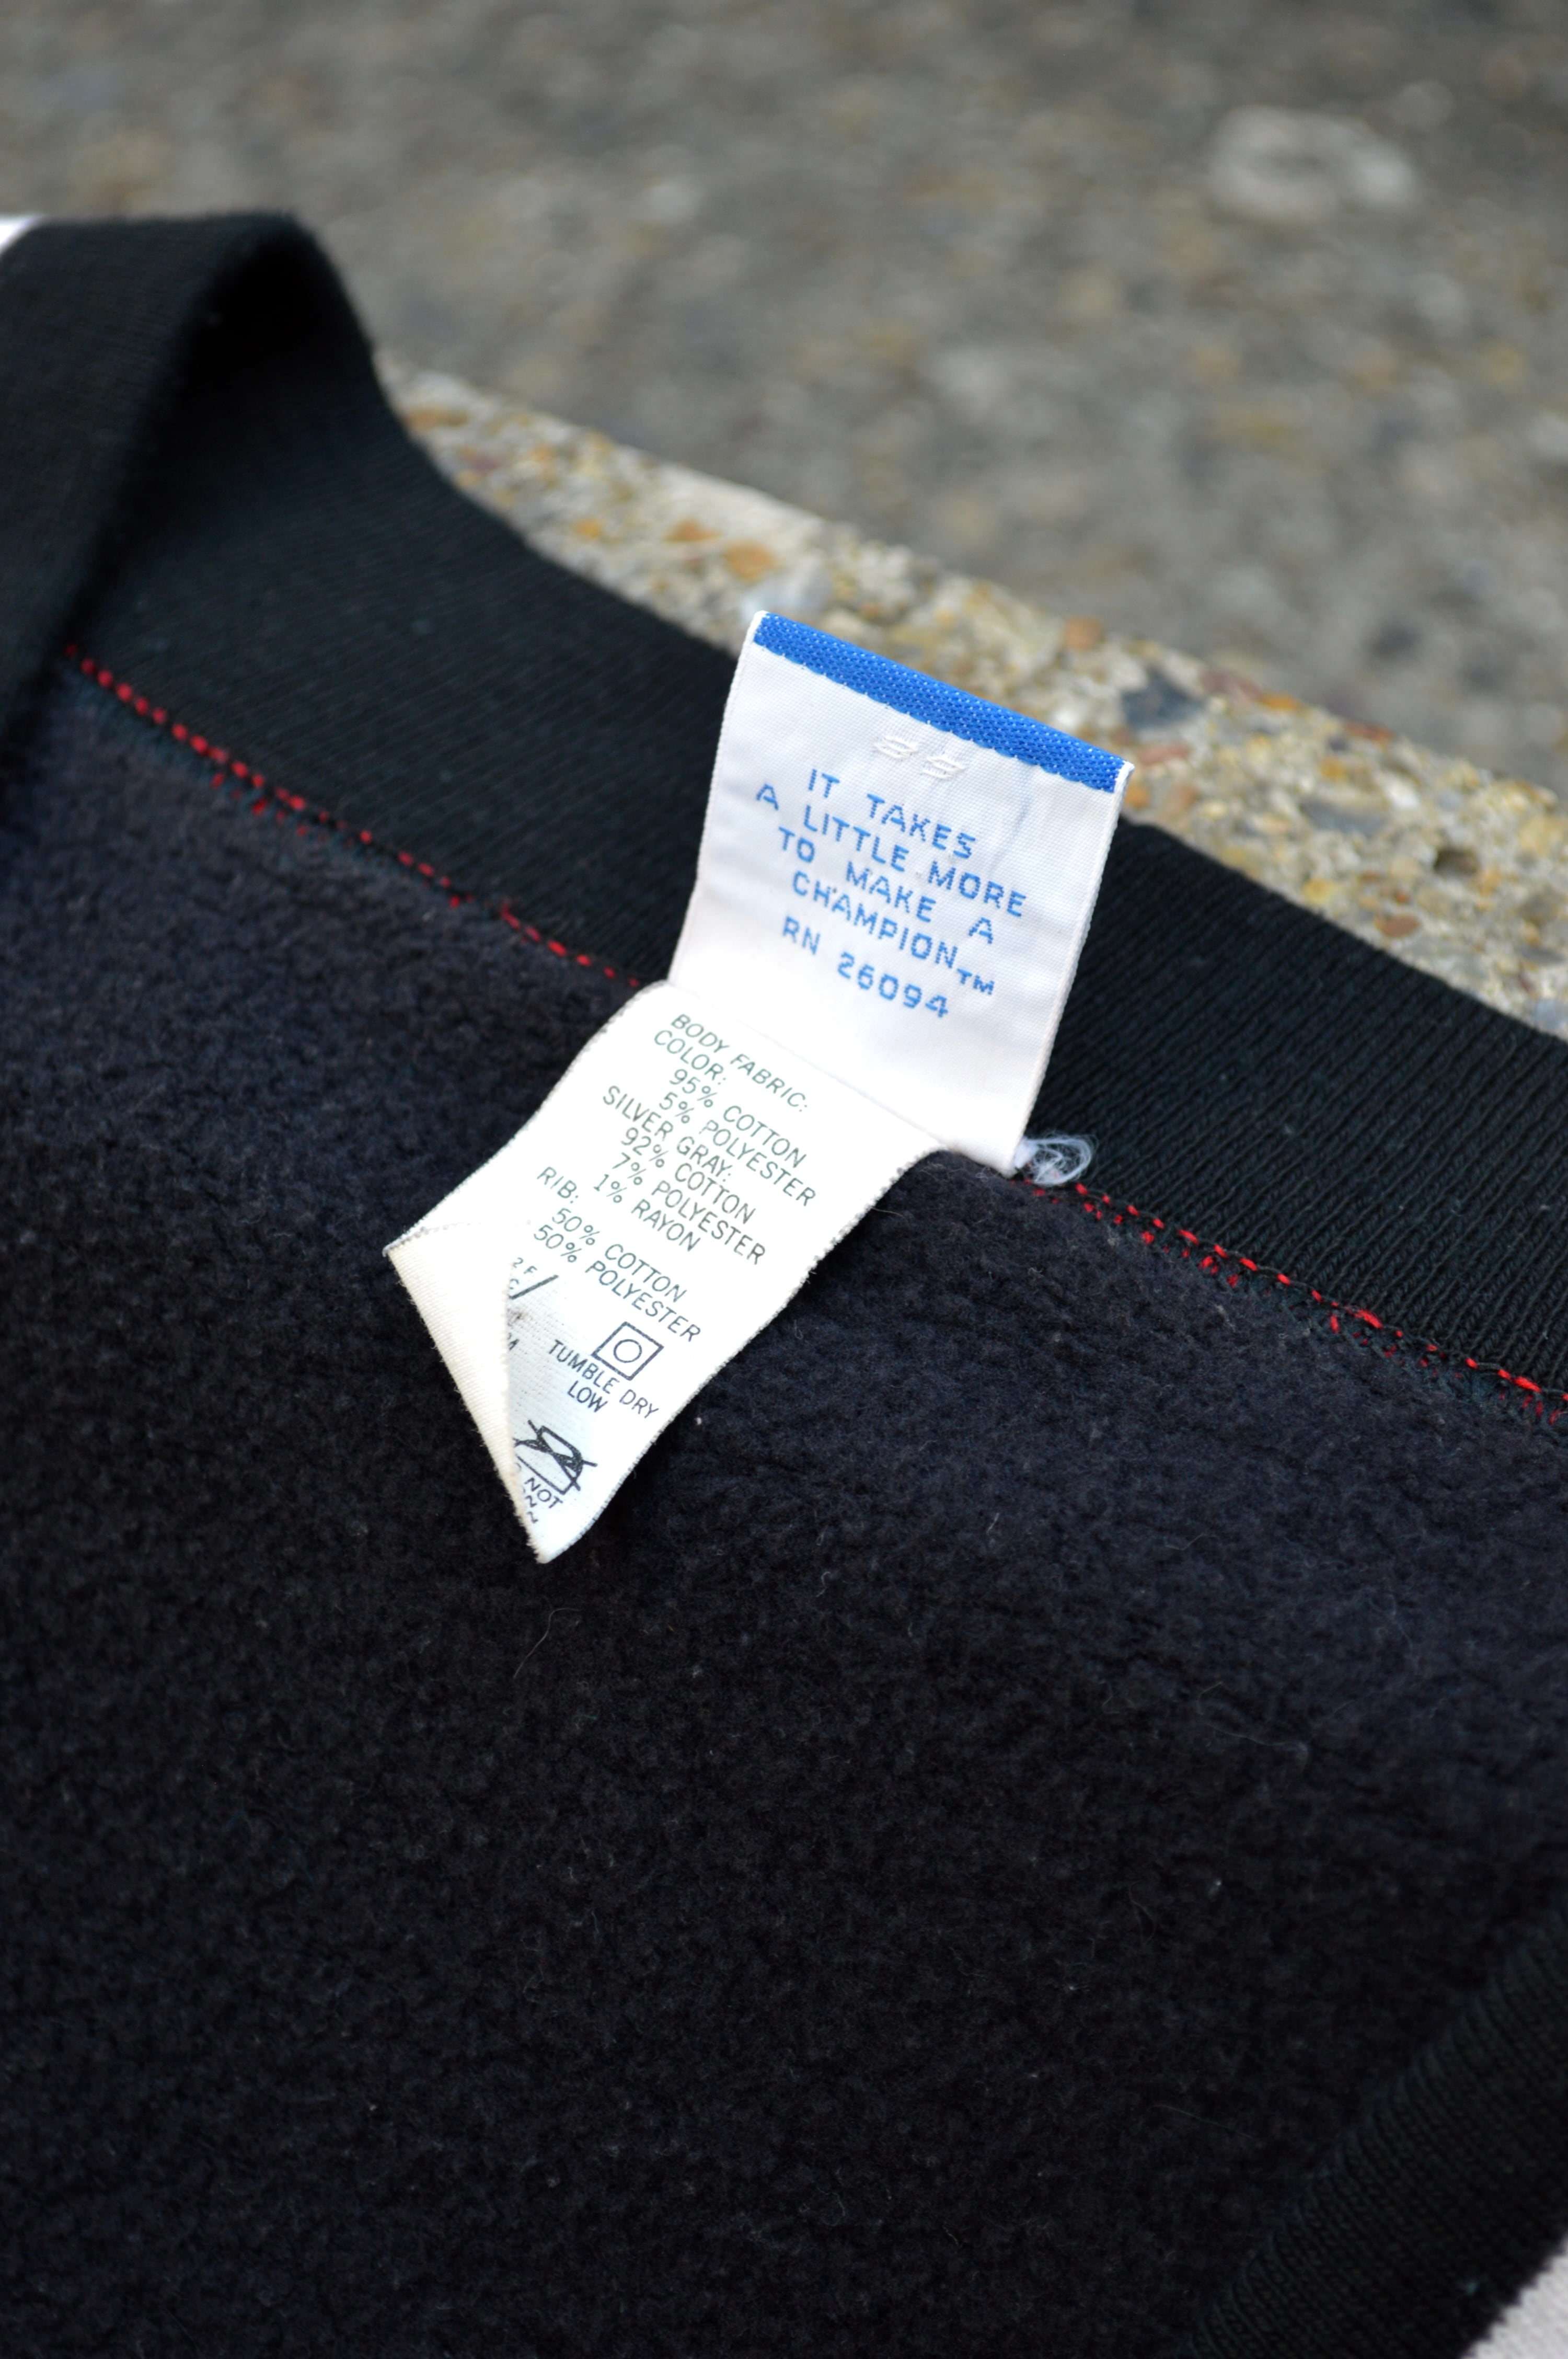 IT TAKES
A LITTLE MORE
TO MAKE A
CHAMPION™
RN 26094
BODY FABRIC:
COLOR:
95% COTTON
5% POLYESTER
SILVER GRAY:
92% COTTON
7% POLYESTER
1% RAYON
RIB:
50% COTTON
50% POLYESTER
TUMBLE DRY
LOW
NOT